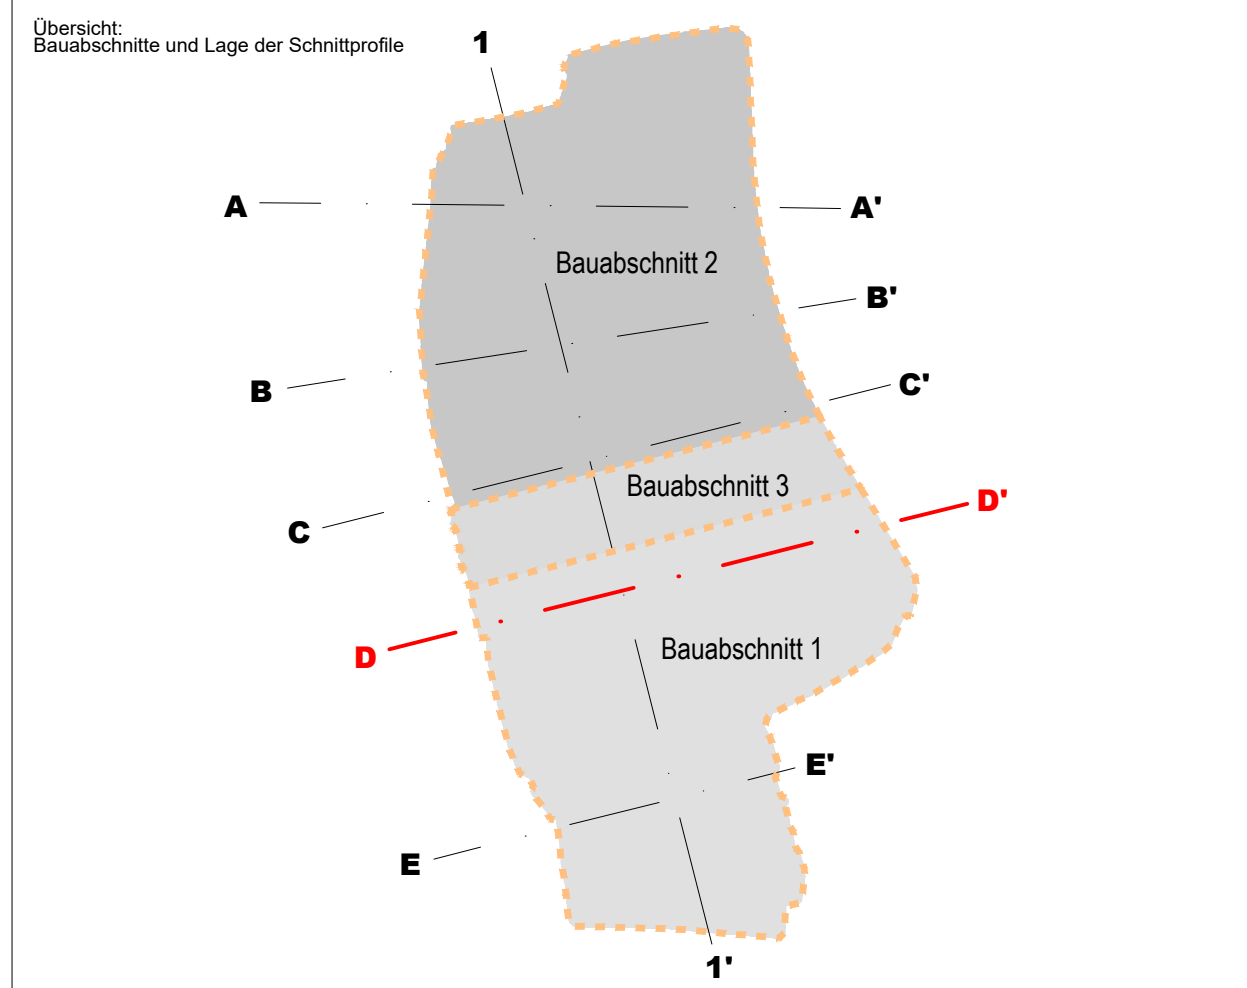 Übersicht:
Bauabschnitte und Lage der Schnittprofile
1
A
A'
Bauabschnitt 2
B'
B
C'
Bauabschnitt 3
D'
C
D
Bauabschnitt 1
E'
E
1'